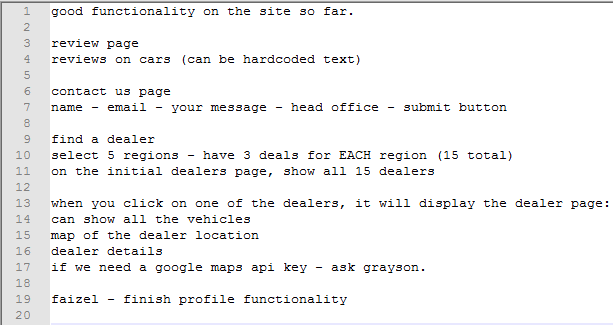 1 good functionality on the site so far.
2
3 review page
4 reviews on cars (can be hardcoded text)
5
6 contact us page
7 name - email - your message - head office - submit button
8
9 find a dealer
10 select 5 regions - have 3 deals for EACH region (15 total)
11 on the initial dealers page, show all 15 dealers
12
13 when you click on one of the dealers, it will display the dealer page:
14 can show all the vehicles
15 map of the dealer location
16 dealer details
17 if we need a google maps api key - ask grayson.
18
19 faizel - finish profile functionality
20